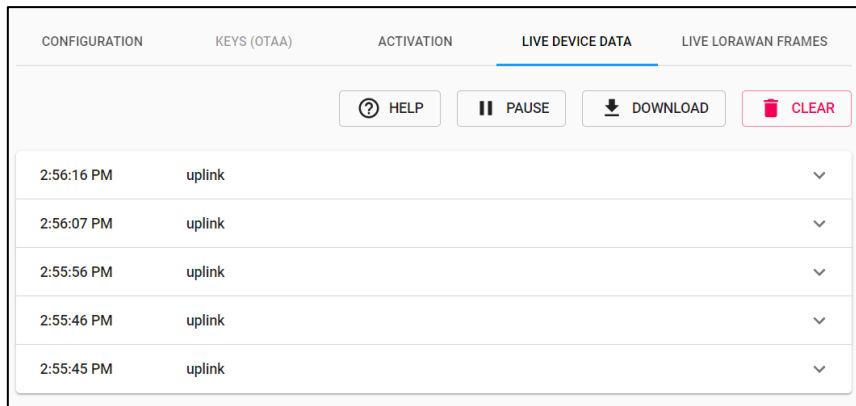 CONFIGURATION KEYS (OTAA) ACTIVATION LIVE DEVICE DATA LIVE LORAWAN FRAMES
HELP PAUSE DOWNLOAD CLEAR
2:56:16 PM uplink
2:56:07 PM uplink
2:55:56 PM uplink
2:55:46 PM uplink
2:55:45 PM uplink